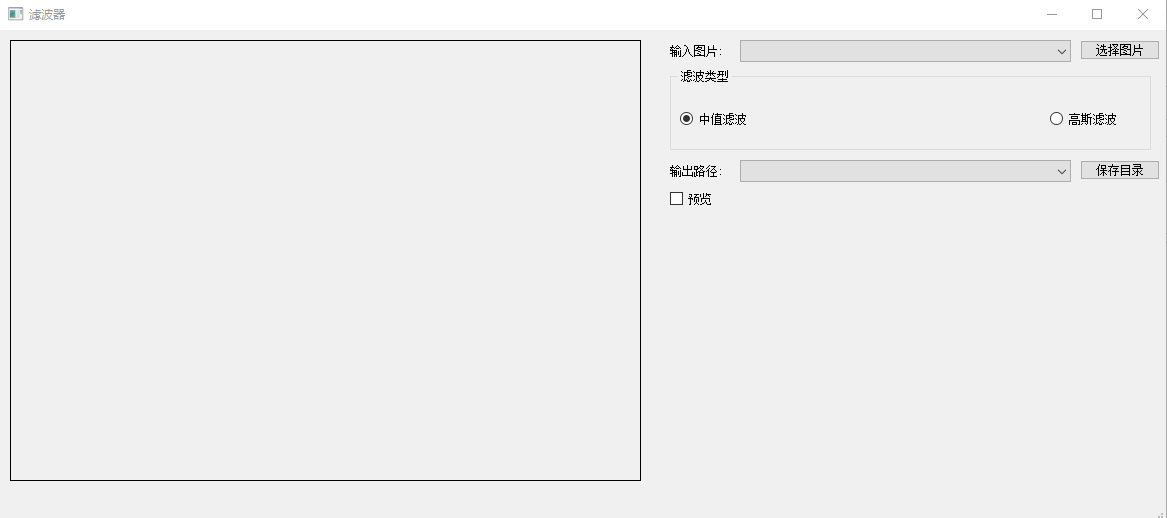 滤波器
输入图片：
选择图片
滤波类型
中值滤波
高斯滤波
输出路径：
保存目录
预览